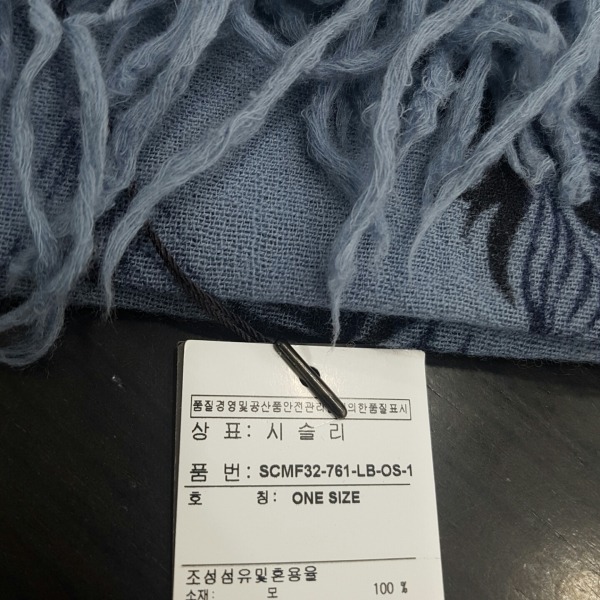 품질경영및공산품안전관리 의한품질표시
상 표: 시 슬 리
품 번: SCMF32-761-LB-OS-1
호 칭: ONE SIZE
조성섬유및혼용율
소재: 모 100 %